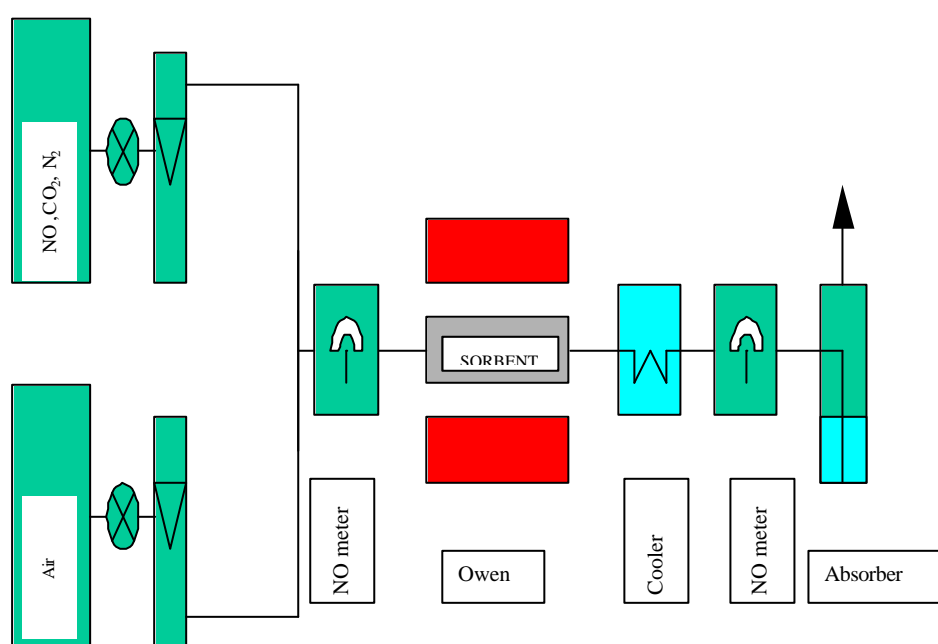 NO, CO₂, N₂
SORBENT
Air
NO meter
Owen
Cooler
NO meter
Absorber